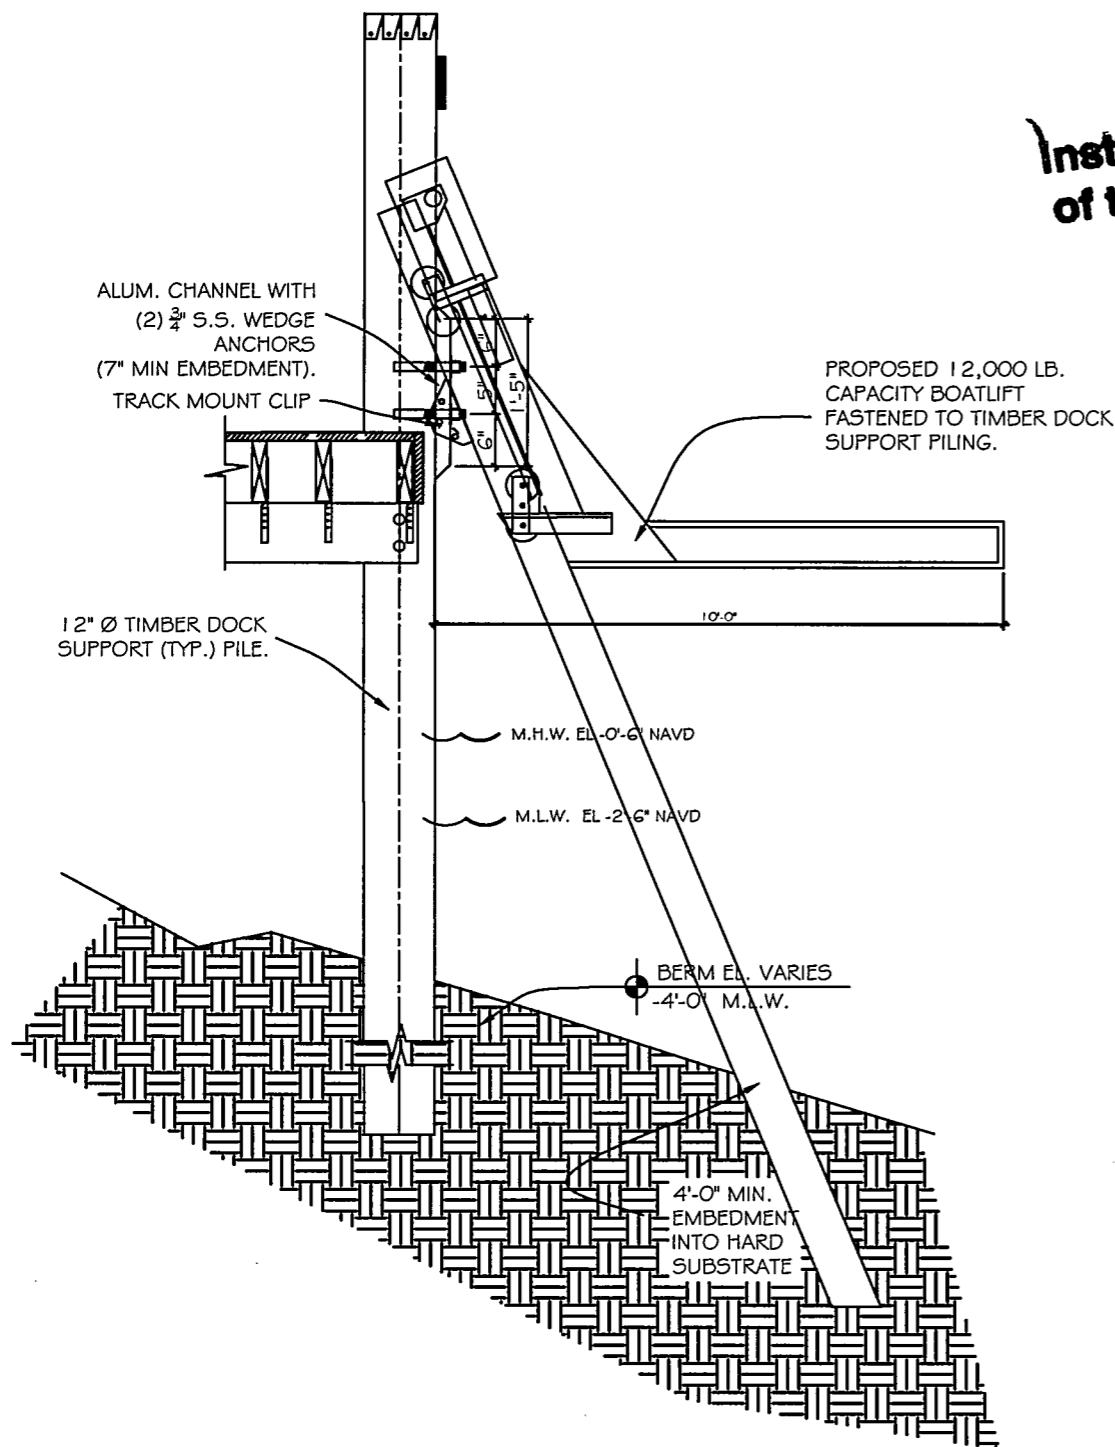 Inst
of t
ALUM. CHANNEL WITH
(2) 3/4" S.S. WEDGE
ANCHORS
(7" MIN EMBEDMENT).
TRACK MOUNT CLIP
6"
5"
6"
1'-5"
PROPOSED 12,000 LB.
CAPACITY BOATLIFT
FASTENED TO TIMBER DOCK
SUPPORT PILING.
10'-0"
12" Ø TIMBER DOCK
SUPPORT (TYP.) PILE.
M.H.W. EL -0'-6" NAVD
M.L.W. EL -2'-6" NAVD
BERM EL. VARIES
-4'-0" M.L.W.
4'-0" MIN.
EMBEDMENT
INTO HARD
SUBSTRATE